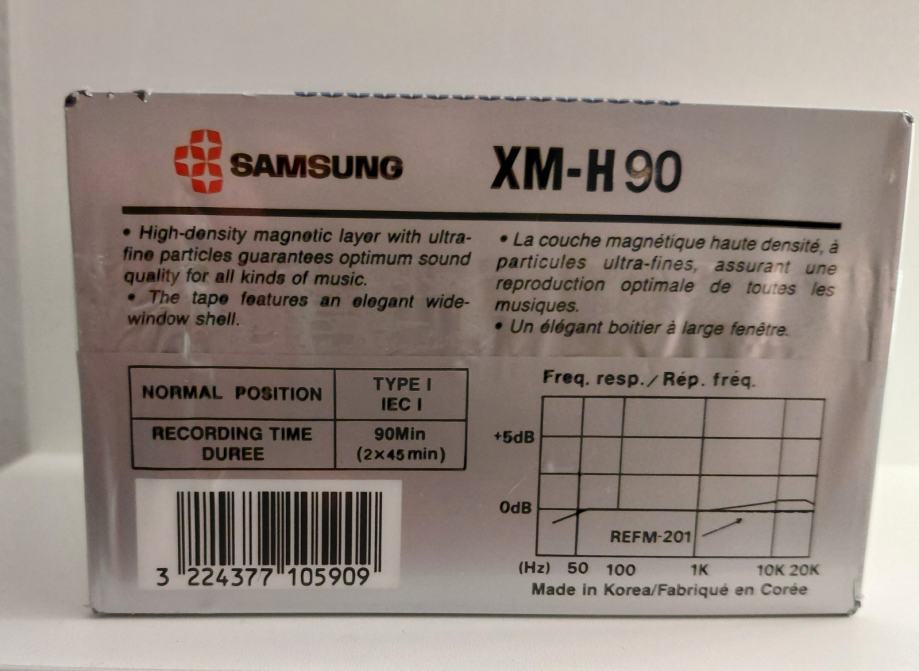 SAMSUNG
XM-H90
• High-density magnetic layer with ultra-
fine particles guarantees optimum sound
quality for all kinds of music.
• The tape features an elegant wide-
window shell.
• La couche magnétique haute densité, à
particules ultra-fines, assurant une
reproduction optimale de toutes les
musiques.
• Un élégant boitier à large fenêtre.
NORMAL POSITION
TYPE I
IEC I
RECORDING TIME
DUREE
90Min
(2×45min)
3 224377 105909
Freq. resp./Rép. fréq.
+5dB
0dB
REFM-201
(Hz) 50 100 1K 10K 20K
Made in Korea/Fabriqué en Corée